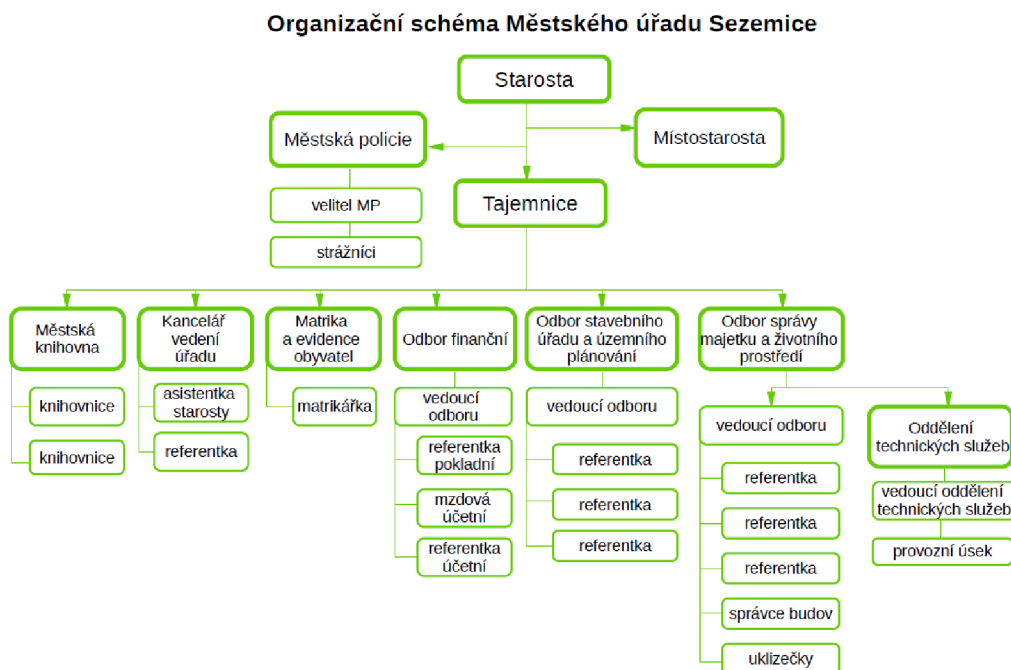 Organizační schéma Městského úřadu Sezemice
Starosta
Městská policie
Místostarosta
velitel MP
Tajemnice
strážníci
Městská
knihovna
knihovnice
knihovnice
Kancelář
vedení
úřadu
asistentka
starosty
referentka
Matrika
a evidence
obyvatel
matrikářka
Odbor finanční
vedoucí
odboru
referentka
pokladní
mzdová
účetní
referentka
účetní
Odbor stavebního
úřadu a územního
plánování
vedoucí odboru
referentka
referentka
referentka
Odbor správy
majetku a životního
prostředí
vedoucí odboru
referentka
referentka
referentka
správce budov
uklizečky
Oddělení
technických služeb
vedoucí oddělení
technických služeb
provozní úsek